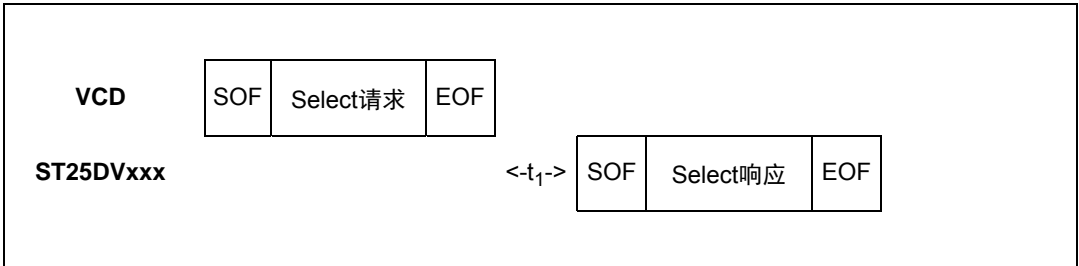 VCD SOF Select请求 EOF
ST25DVxxx <-t₁-> SOF Select响应 EOF